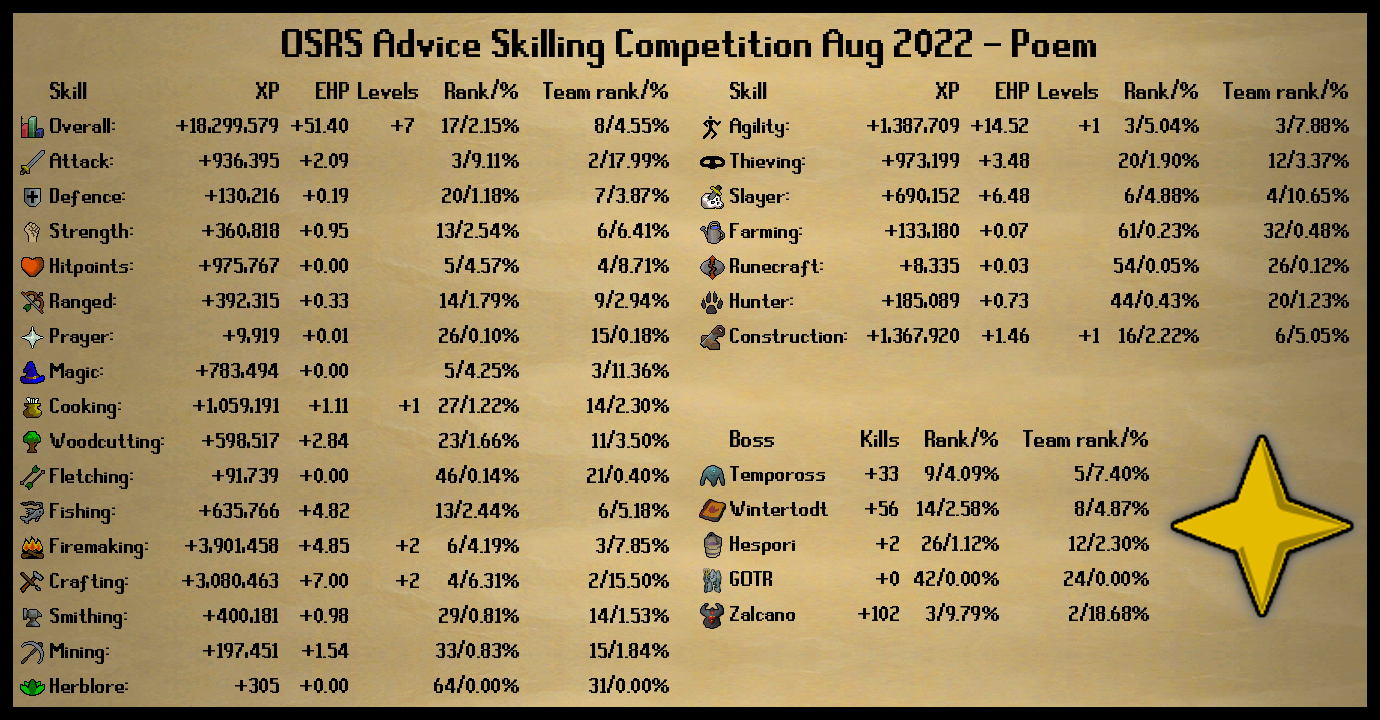 OSRS Advice Skilling Competition Aug 2022 - Poem
Skill XP EHP Levels Rank/% Team rank/%
Overall: +18,299,579 +51.40 +7 17/2.15% 8/4.55%
Attack: +936,395 +2.09 3/9.11% 2/17.99%
Defence: +130,216 +0.19 20/1.18% 7/3.87%
Strength: +360,818 +0.95 13/2.54% 6/6.41%
Hitpoints: +975,767 +0.00 5/4.57% 4/8.71%
Ranged: +392,315 +0.33 14/1.79% 9/2.94%
Prayer: +9,919 +0.01 26/0.10% 15/0.18%
Magic: +783,494 +0.00 5/4.25% 3/11.36%
Cooking: +1,059,191 +1.11 +1 27/1.22% 14/2.30%
Woodcutting: +598,517 +2.84 23/1.66% 11/3.50%
Fletching: +91,739 +0.00 46/0.14% 21/0.40%
Fishing: +635,766 +4.82 13/2.44% 6/5.18%
Firemaking: +3,901,458 +4.85 +2 6/4.19% 3/7.85%
Crafting: +3,080,463 +7.00 +2 4/6.31% 2/15.50%
Smithing: +400,181 +0.98 29/0.81% 14/1.53%
Mining: +197,451 +1.54 33/0.83% 15/1.84%
Herblore: +305 +0.00 64/0.00% 31/0.00%
Skill XP EHP Levels Rank/% Team rank/%
Agility: +1,387,709 +14.52 +1 3/5.04% 3/7.88%
Thieving: +973,199 +3.48 20/1.90% 12/3.37%
Slayer: +690,152 +6.48 6/4.88% 4/10.65%
Farming: +133,180 +0.07 61/0.23% 32/0.48%
Runecraft: +8,335 +0.03 54/0.05% 26/0.12%
Hunter: +185,089 +0.73 44/0.43% 20/1.23%
Construction: +1,367,920 +1.46 +1 16/2.22% 6/5.05%
Boss Kills Rank/% Team rank/%
Tempoross +33 9/4.09% 5/7.40%
Wintertodt +56 14/2.58% 8/4.87%
Hespori +2 26/1.12% 12/2.30%
GOTR +0 42/0.00% 24/0.00%
Zalcano +102 3/9.79% 2/18.68%